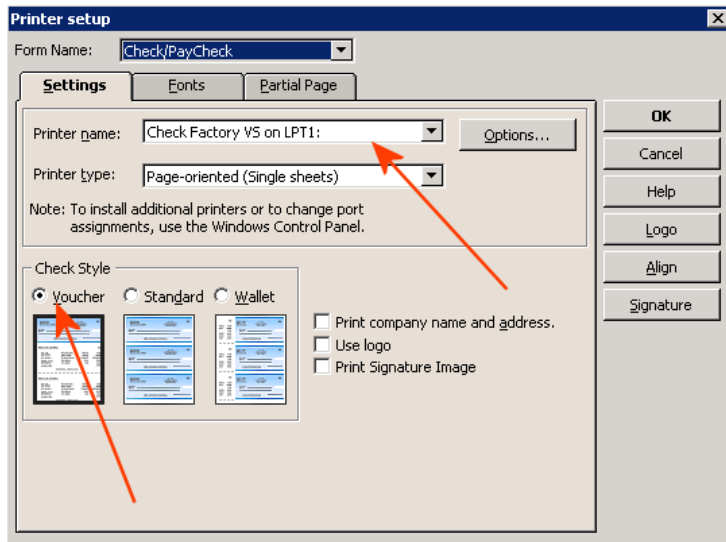 Printer setup
Form Name: Check/PayCheck
Settings Fonts Partial Page
Printer name: Check Factory VS on LPT1: Options...
Printer type: Page-oriented (Single sheets)
Note: To install additional printers or to change port
assignments, use the Windows Control Panel.
Check Style
Voucher Standard Wallet
Print company name and address.
Use logo
Print Signature Image
OK
Cancel
Help
Logo
Align
Signature